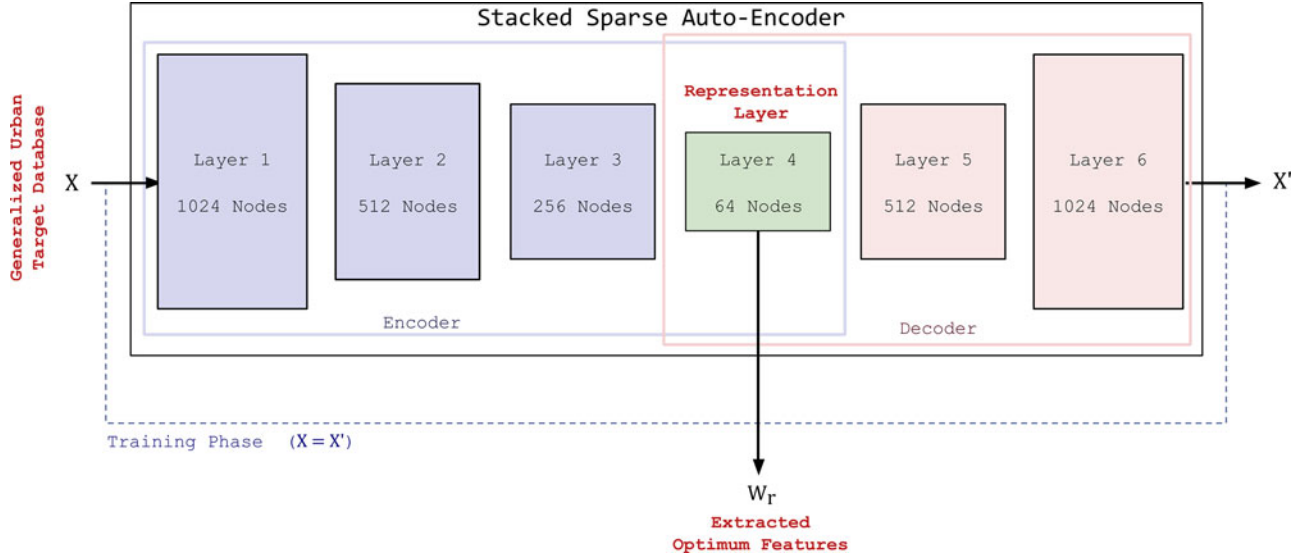 Stacked Sparse Auto-Encoder
Generalized Urban
Target Database
X
Layer 1
1024 Nodes
Layer 2
512 Nodes
Layer 3
256 Nodes
Representation
Layer
Layer 4
64 Nodes
Layer 5
512 Nodes
Layer 6
1024 Nodes
X'
Encoder
Decoder
Training Phase (X = X')
Wr
Extracted
Optimum Features